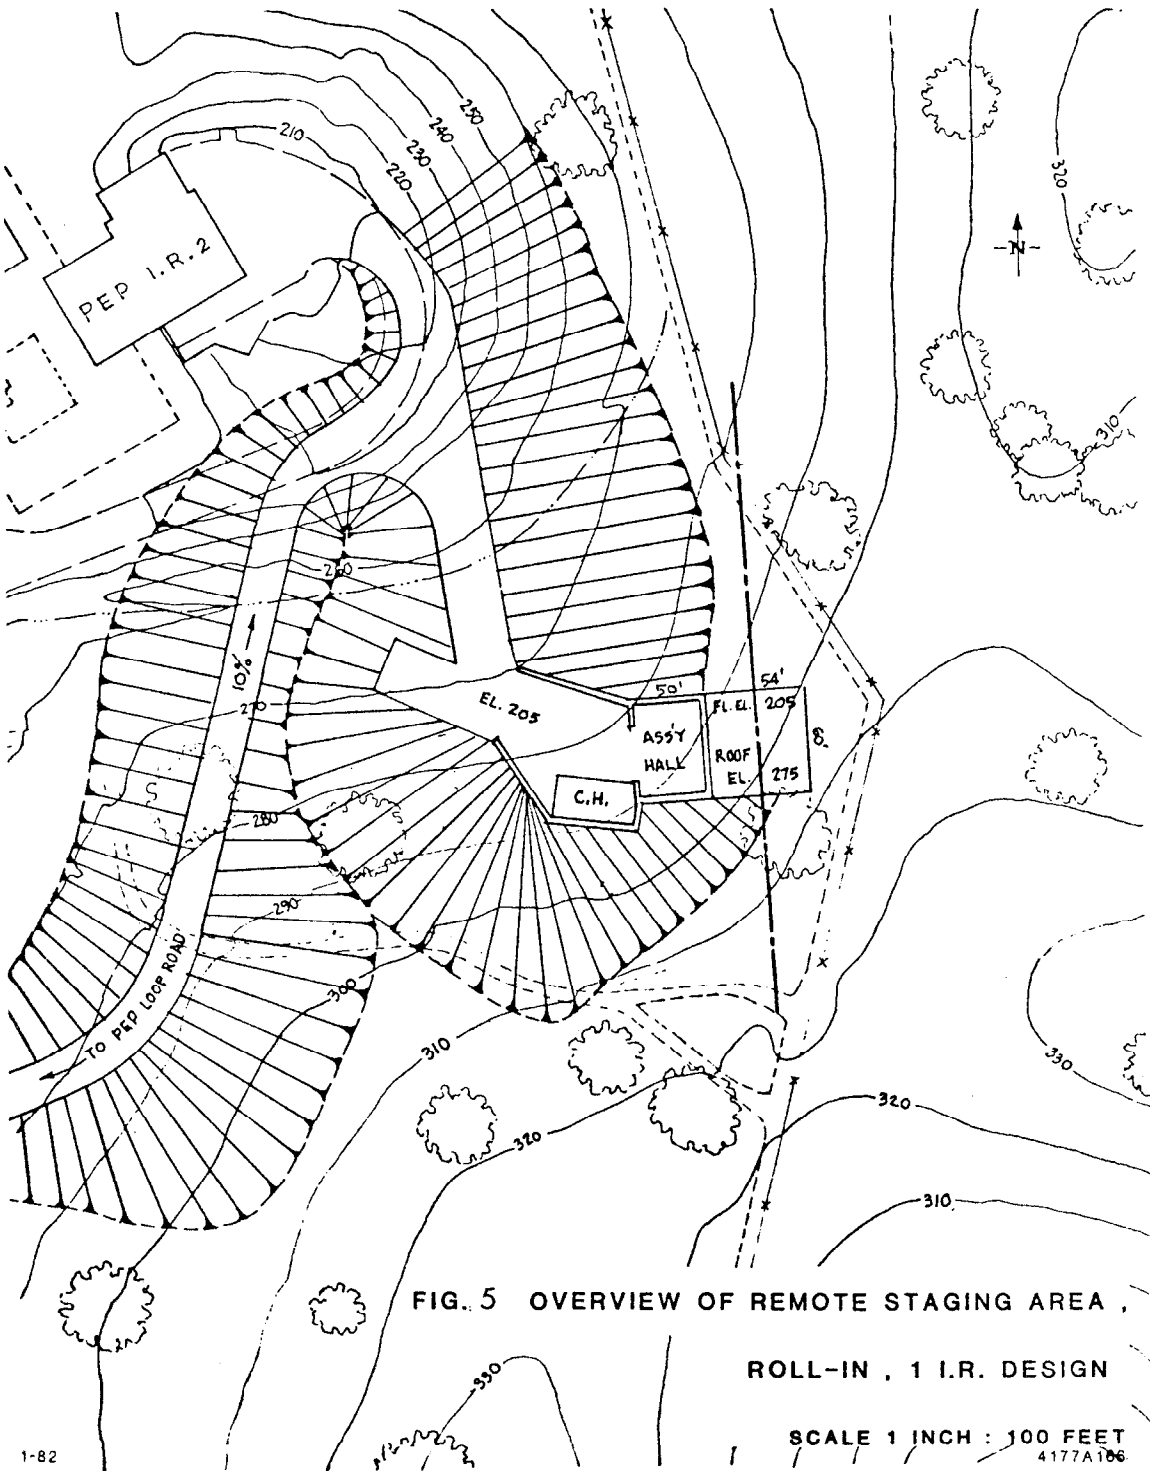 250
240
210
230
220
320
PEP I.R. 2
-N-
310
260
10%
270
EL. 205
50'
54'
FL. EL. 205
ASS'Y
HALL
ROOF
EL. 275
C.H.
280
290
300
TO PEP LOOP ROAD
310
330
320
320
310
FIG. 5 OVERVIEW OF REMOTE STAGING AREA ,
ROLL-IN , 1 I.R. DESIGN
330
SCALE 1 INCH : 100 FEET
1-82